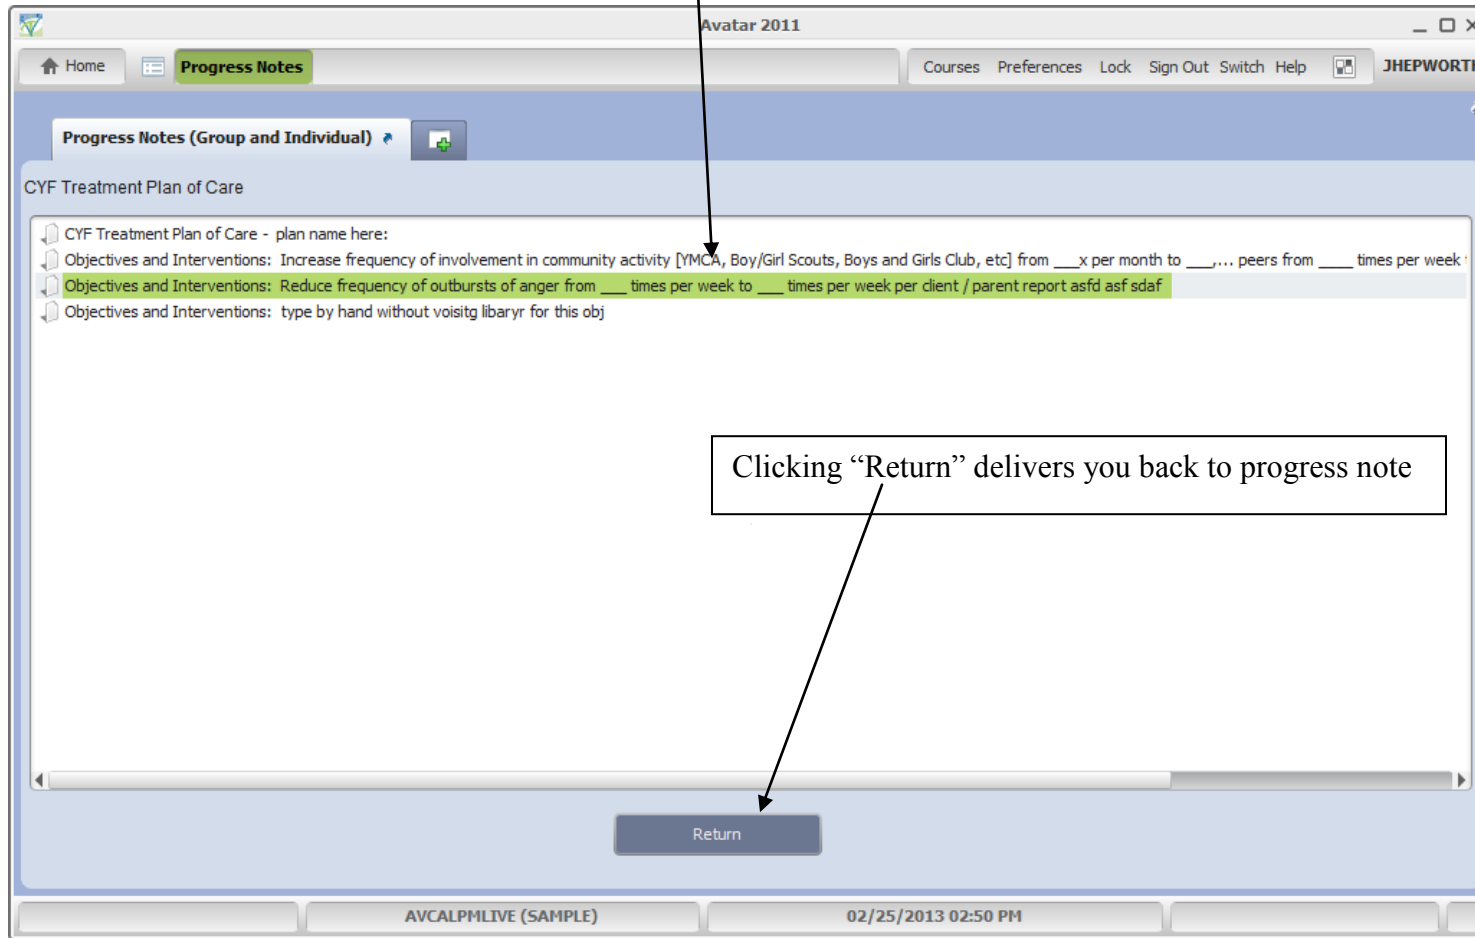 Avatar 2011
Home Progress Notes Courses Preferences Lock Sign Out Switch Help JHEPWORTH
Progress Notes (Group and Individual)
CYF Treatment Plan of Care
CYF Treatment Plan of Care - plan name here:
Objectives and Interventions: Increase frequency of involvement in community activity [YMCA, Boy/Girl Scouts, Boys and Girls Club, etc] from ___x per month to ___,... peers from ____ times per week
Objectives and Interventions: Reduce frequency of outbursts of anger from ___ times per week to ___ times per week per client / parent report asfd asf sdaf
Objectives and Interventions: type by hand without voisitg libaryr for this obj
Clicking “Return” delivers you back to progress note
Return
AVCALPMLIVE (SAMPLE) 02/25/2013 02:50 PM